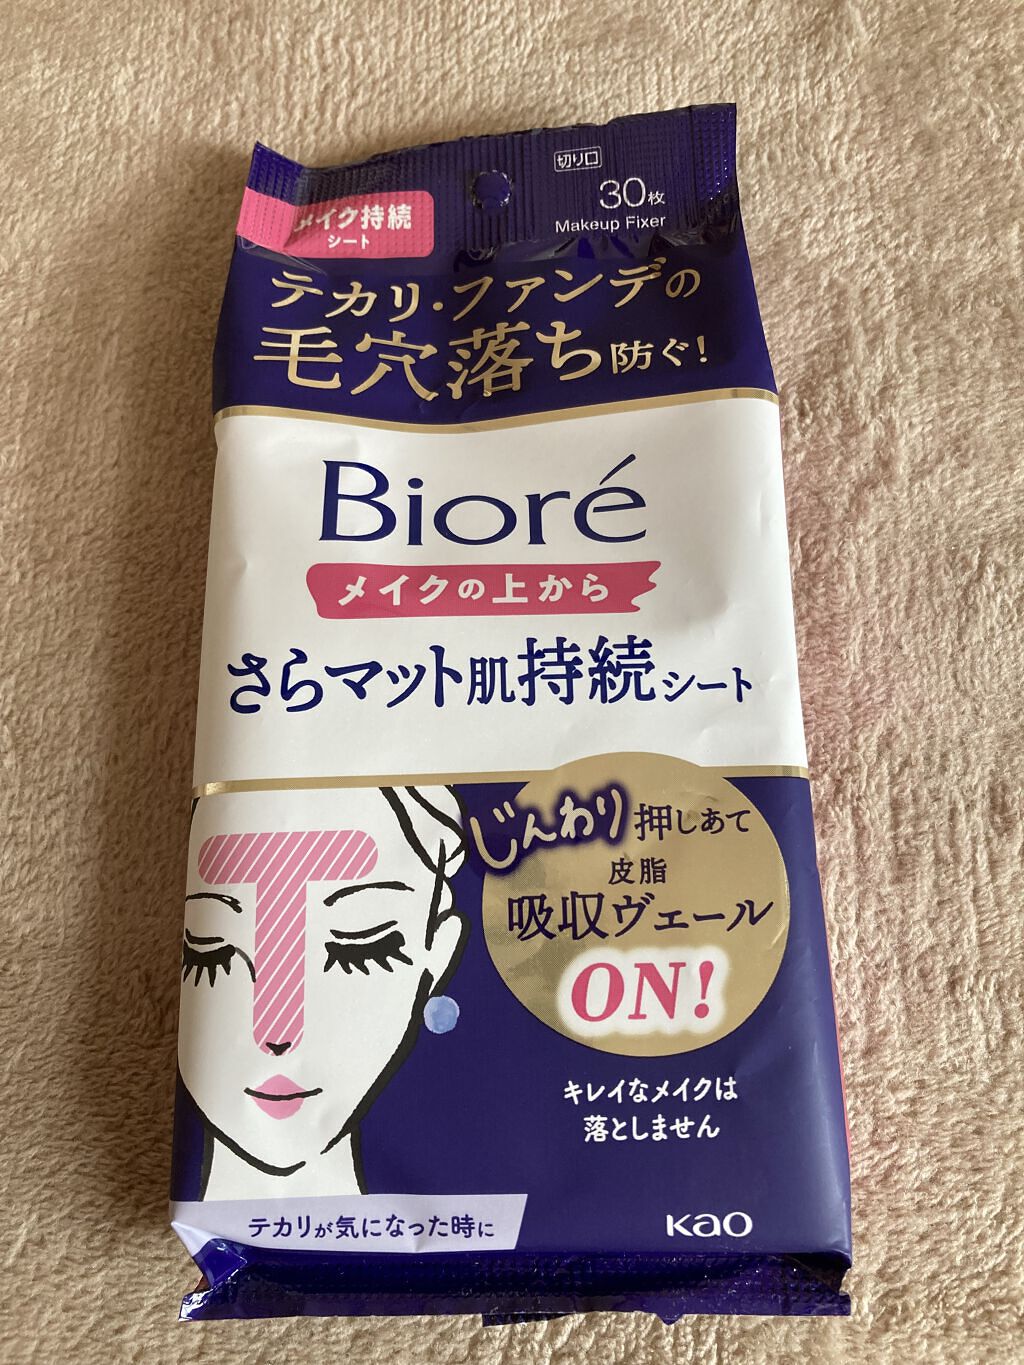 切り口
30枚
Makeup Fixer
メイク持続
シート
テカリ・ファンデの
毛穴落ち防ぐ!
Bioré
メイクの上から
さらマット肌持続シート
じんわり押しあて
皮脂
吸収ヴェール
ON!
キレイなメイクは
落としません
テカリが気になった時に
Kao